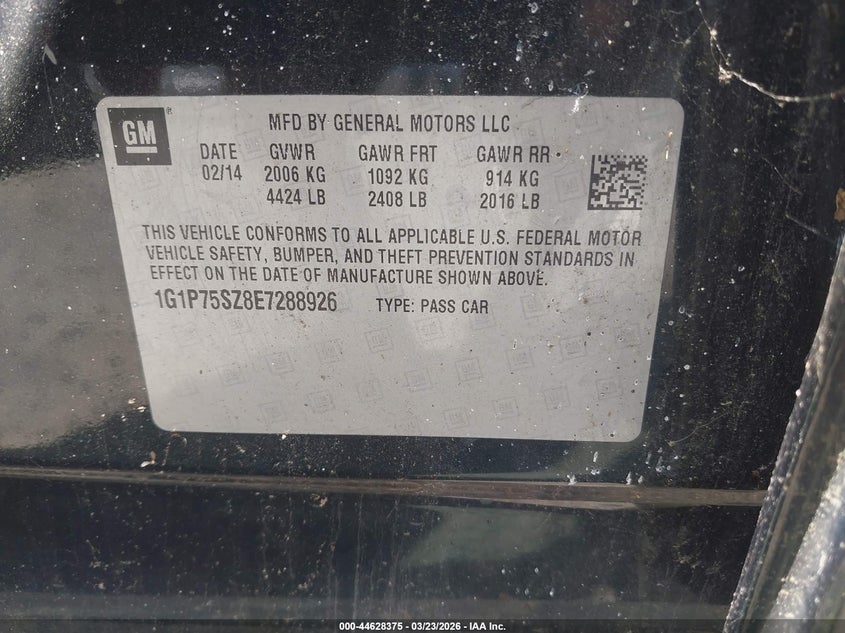 GM ®
MFD BY GENERAL MOTORS LLC
DATE GVWR GAWR FRT GAWR RR
02/14 2006 KG 1092 KG 914 KG
4424 LB 2408 LB 2016 LB
THIS VEHICLE CONFORMS TO ALL APPLICABLE U.S. FEDERAL MOTOR
VEHICLE SAFETY, BUMPER, AND THEFT PREVENTION STANDARDS IN
EFFECT ON THE DATE OF MANUFACTURE SHOWN ABOVE.
1G1P75SZ8E7288926 TYPE: PASS CAR
000-44628375 — 03/23/2026 — IAA Inc.